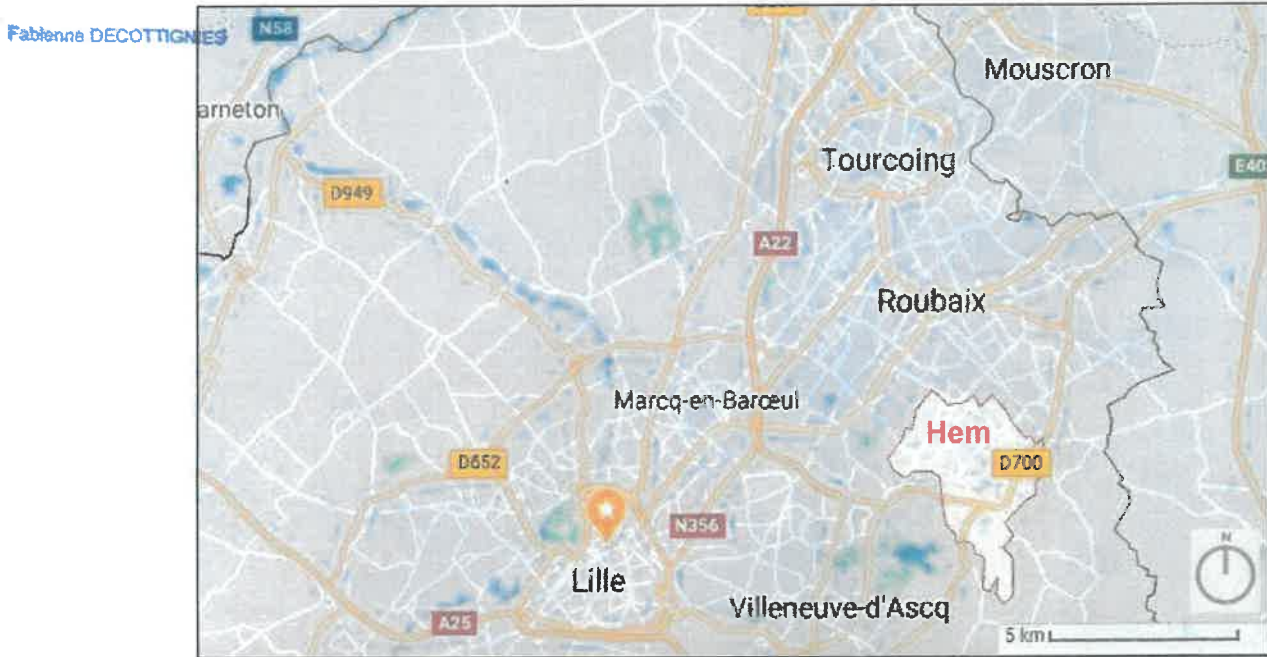 Fabienne DECOTTIGNIES
N58
Mouscron
arneton
Tourcoing
E40
D949
A22
Roubaix
Marcq-en-Barœul
Hem
D652
D700
N356
N
Lille
Villeneuve-d'Ascq
A25
5 km